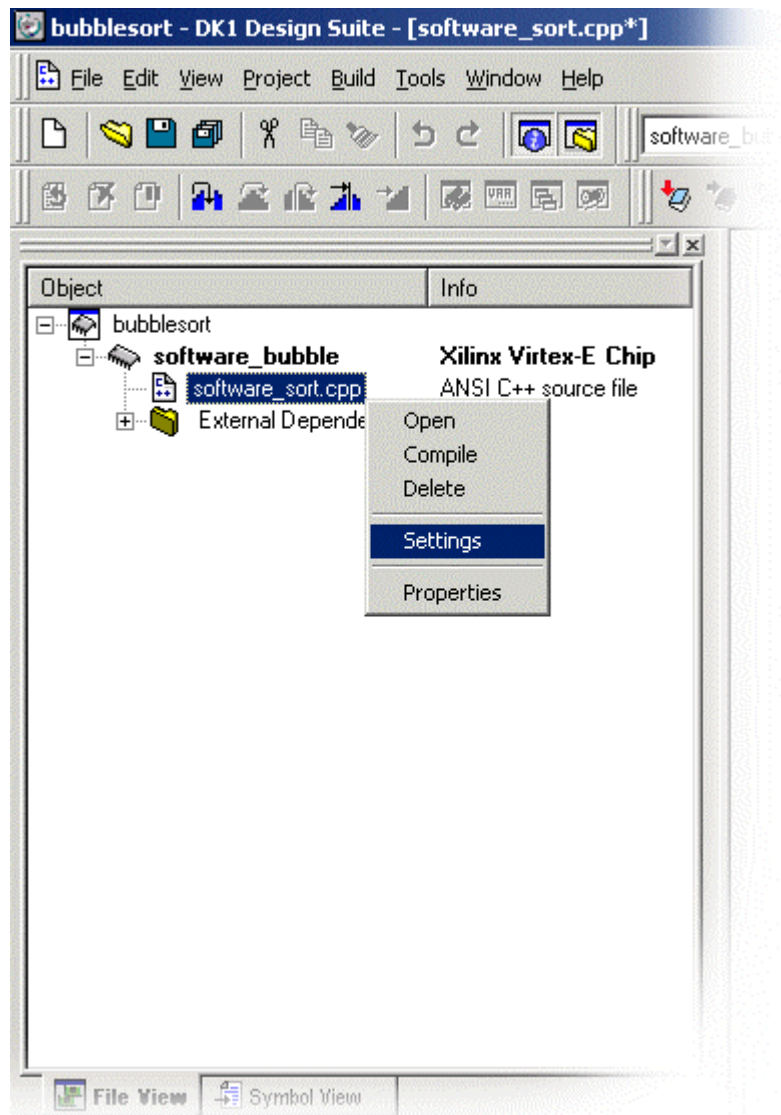 bubblesort - DK1 Design Suite - [software_sort.cpp*]
File Edit View Project Build Tools Window Help
Object Info
bubblesort
software_bubble Xilinx Virtex-E Chip
software_sort.cpp ANSI C++ source file
External Depende
Open
Compile
Delete
Settings
Properties
File View Symbol View